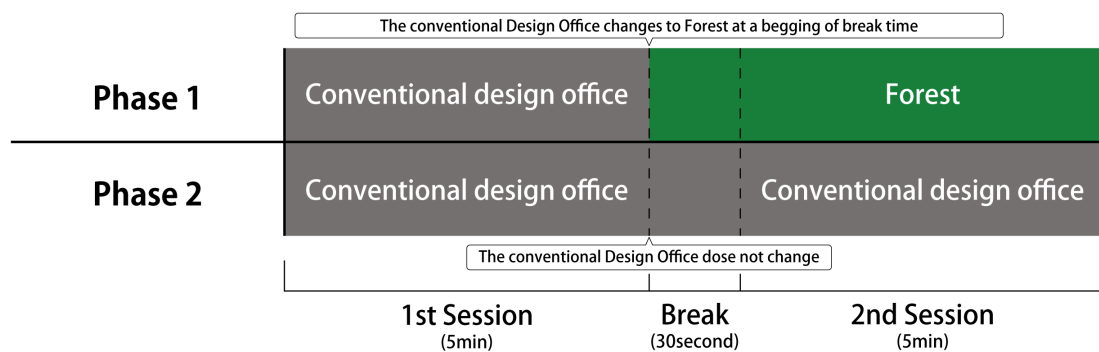 The conventional Design Office changes to Forest at a begging of break time
Phase 1
Conventional design office
Forest
Phase 2
Conventional design office
Conventional design office
The conventional Design Office dose not change
1st Session
(5min)
Break
(30second)
2nd Session
(5min)